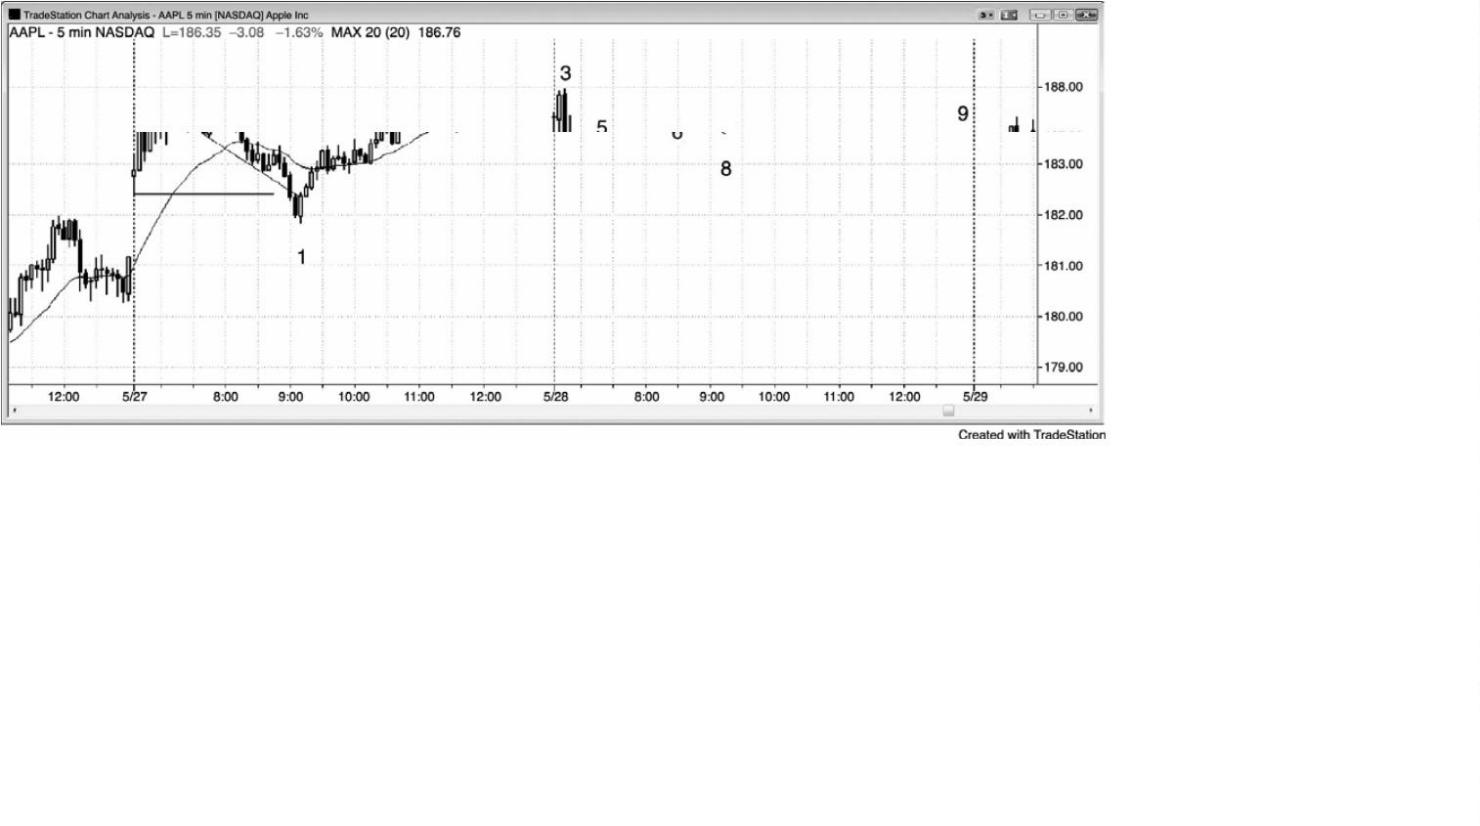 TradeStation Chart Analysis - AAPL 5 min [NASDAQ] Apple Inc
AAPL - 5 min NASDAQ L=186.35 −3.08 −1.63% MAX 20 (20) 186.76
3
188.00
9
5
183.00
8
182.00
1
181.00
180.00
179.00
12:00 5/27 8:00 9:00 10:00 11:00 12:00 5/28 8:00 9:00 10:00 11:00 12:00 5/29
Created with TradeStation